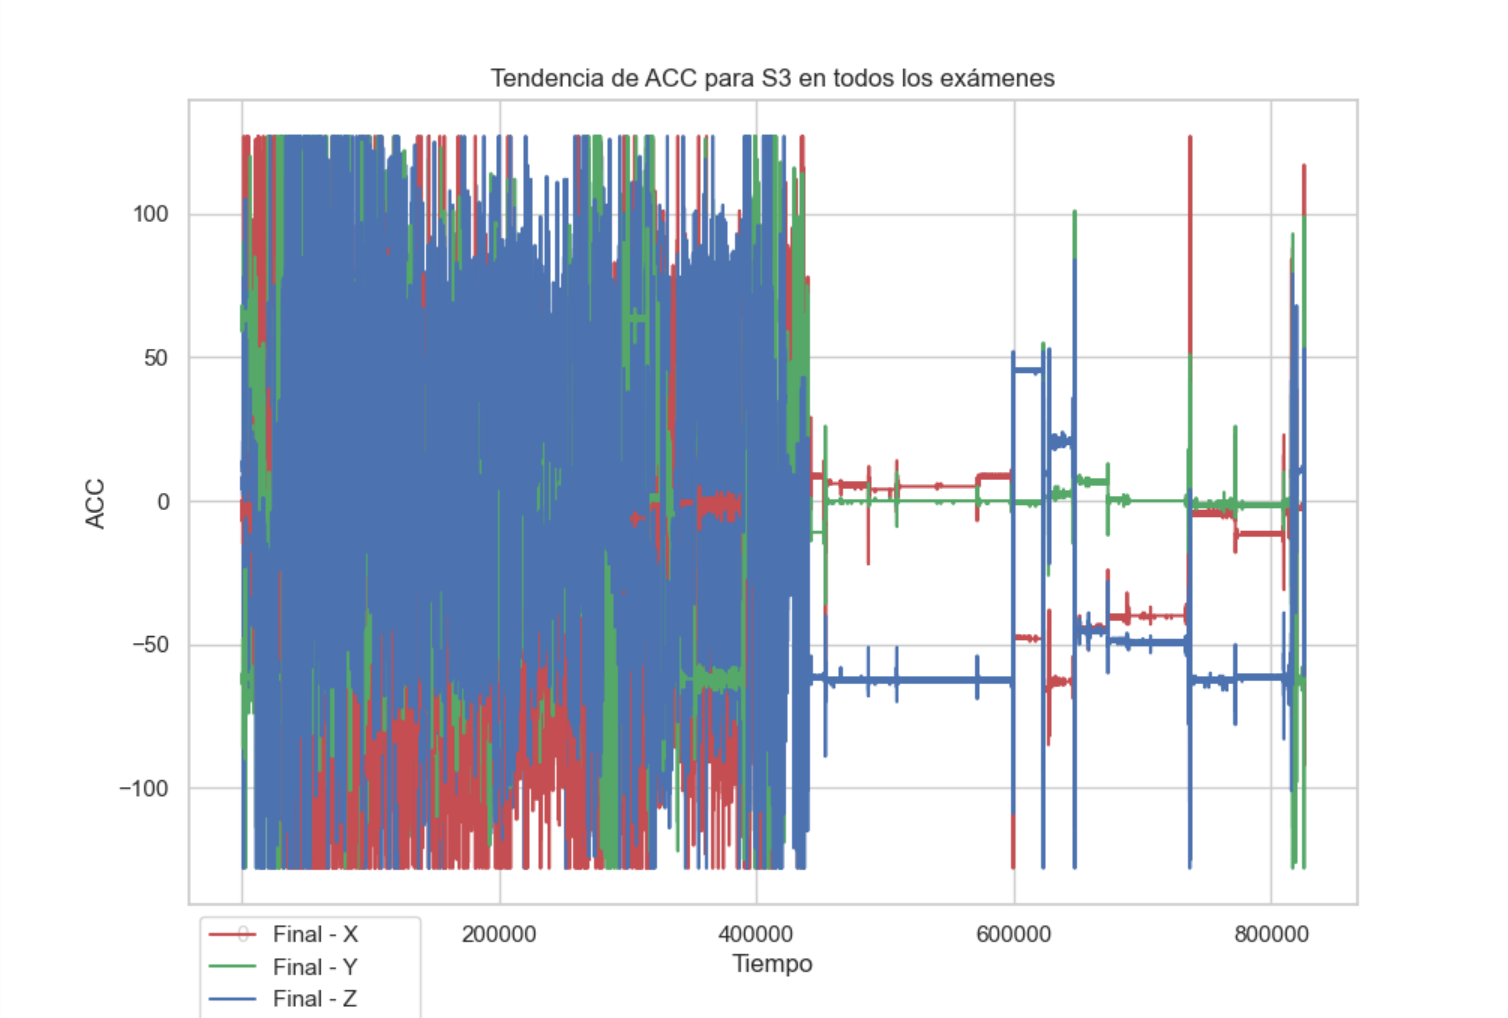 Tendencia de ACC para S3 en todos los exámenes
100
50
0
−50
−100
ACC
0
200000
400000
600000
800000
Tiempo
Final - X
Final - Y
Final - Z